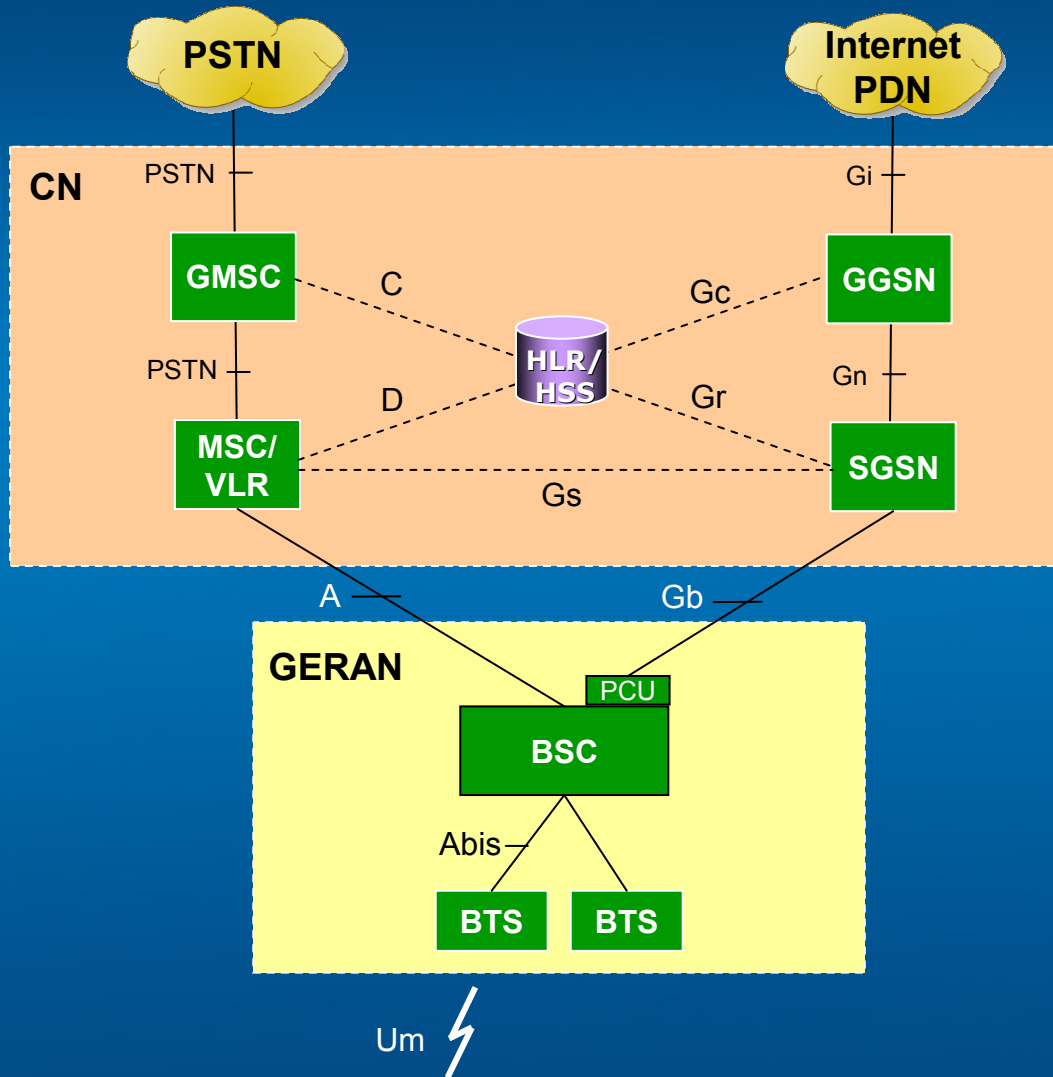 PSTN
Internet
PDN
CN
PSTN
Gi
GMSC
GGSN
C
Gc
HLR/
HSS
PSTN
Gn
D
Gr
MSC/
VLR
SGSN
Gs
A
Gb
GERAN
PCU
BSC
Abis
BTS
BTS
Um